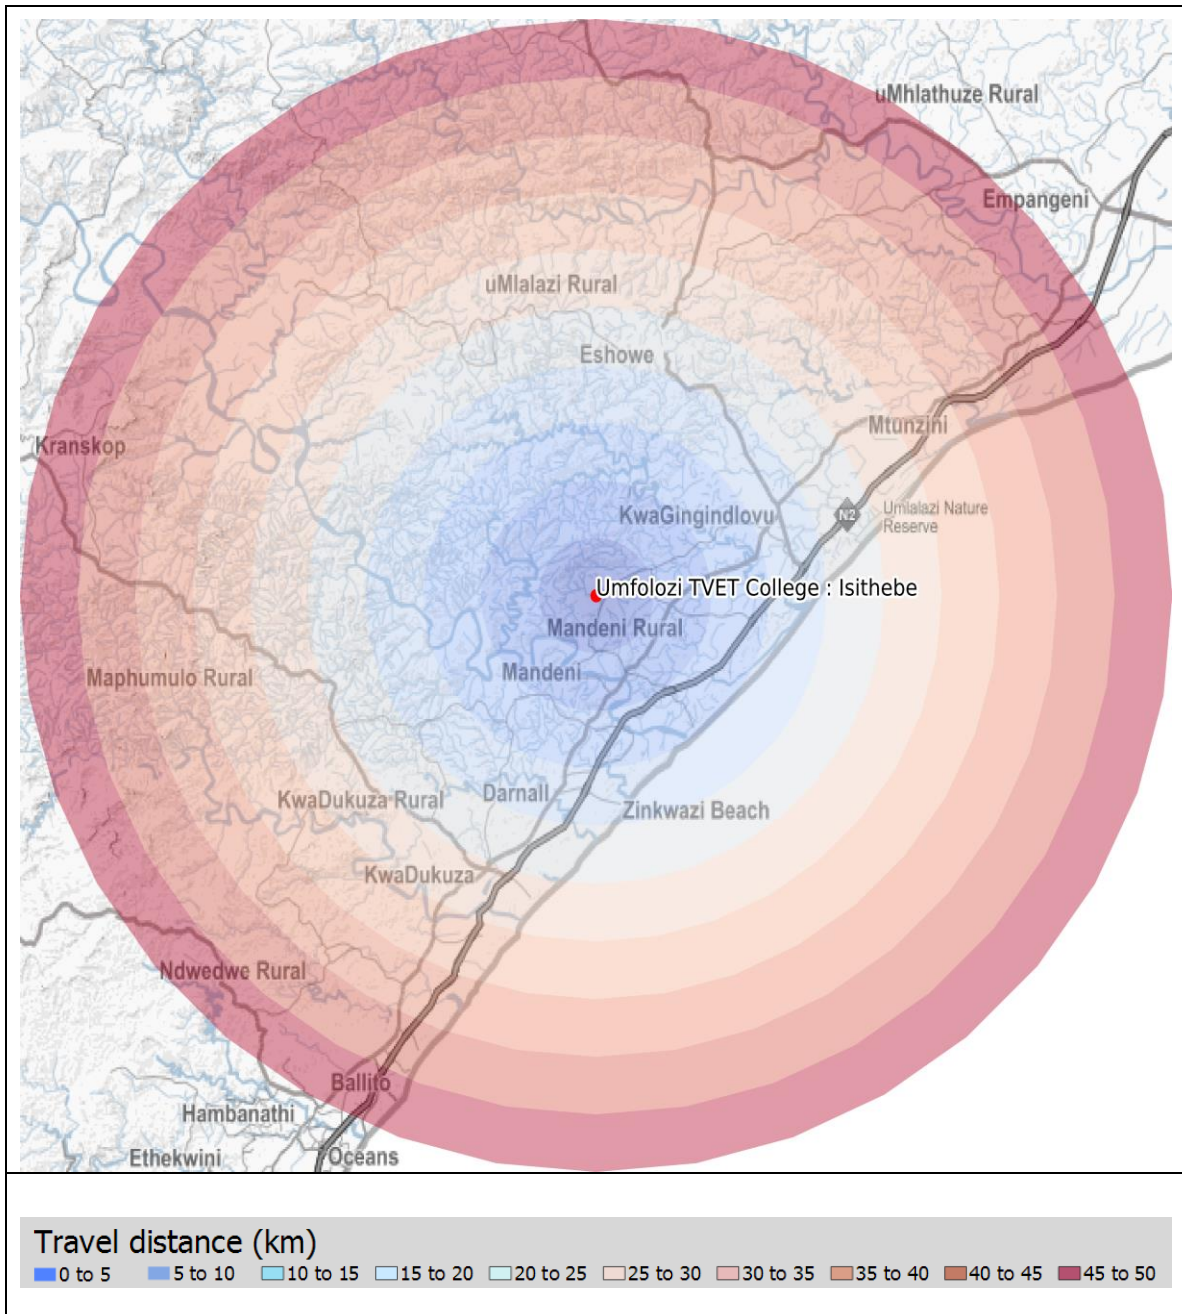 uMhlathuze Rural
Empangeni
uMlalazi Rural
Eshowe
Mtunzini
Kranskop
KwaGingindlovu
N2
Umlalazi Nature
Reserve
Umfolozi TVET College : Isithebe
Mandeni Rural
Mandeni
Maphumulo Rural
KwaDukuza Rural
Darnall
Zinkwazi Beach
KwaDukuza
Ndwedwe Rural
Ballito
Hambanathi
Ethekwini
Oceans
Travel distance (km)
0 to 5 5 to 10 10 to 15 15 to 20 20 to 25 25 to 30 30 to 35 35 to 40 40 to 45 45 to 50